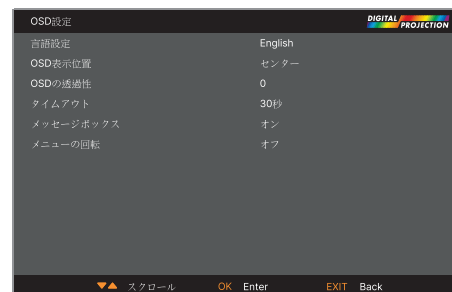 OSD設定
DIGITAL PROJECTION
言語設定 English
OSD表示位置 センター
OSDの透過性 0
タイムアウト 30秒
メッセージボックス オン
メニューの回転 オフ
▼▲ スクロール OK Enter EXIT Back